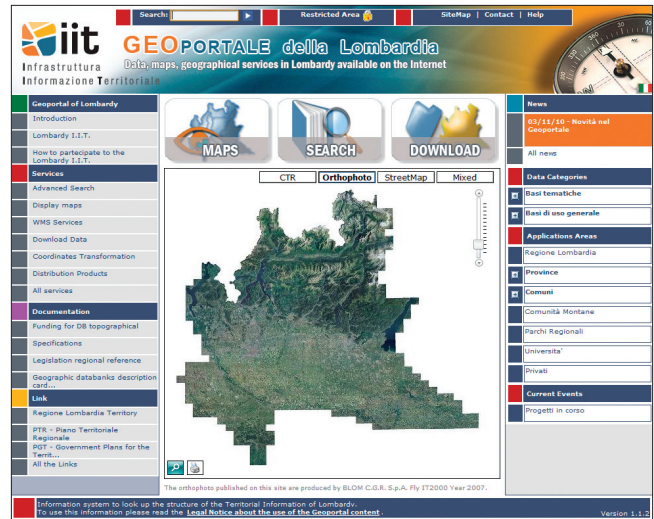 Search:
Restricted Area
SiteMap | Contact | Help
iit
Infrastruttura
Informazione Territoriale
GEOPORTALE della Lombardia
Data, maps, geographical services in Lombardy available on the Internet
Geoportal of Lombardy
Introduction
Lombardy I.I.T.
How to partecipate to the
Lombardy I.I.T.
Services
Advanced Search
Display maps
WMS Services
Download Data
Coordinates Transformation
Distribution Products
All services
Documentation
Funding for DB topographical
Specifications
Legislation regional reference
Geographic databanks description
card...
Link
Regione Lombardia Territory
PTR - Piano Territoriale
Regionale
PGT - Government Plans for the
Territ...
All the Links
MAPS
SEARCH
DOWNLOAD
CTR
Orthophoto
StreetMap
Mixed
The orthophoto published on this site are produced by BLOM C.G.R. S.p.A. Fly IT2000 Year 2007.
News
03/11/10 - Novità nel
Geoportale
All news
Data Categories
Basi tematiche
Basi di uso generale
Applications Areas
Regione Lombardia
Province
Comuni
Comunità Montane
Parchi Regionali
Universita'
Privati
Current Events
Progetti in corso
Information system to look up the structure of the Territorial Information of Lombardy.
To use this information please read the Legal Notice about the use of the Geoportal content.
Version 1.1.2